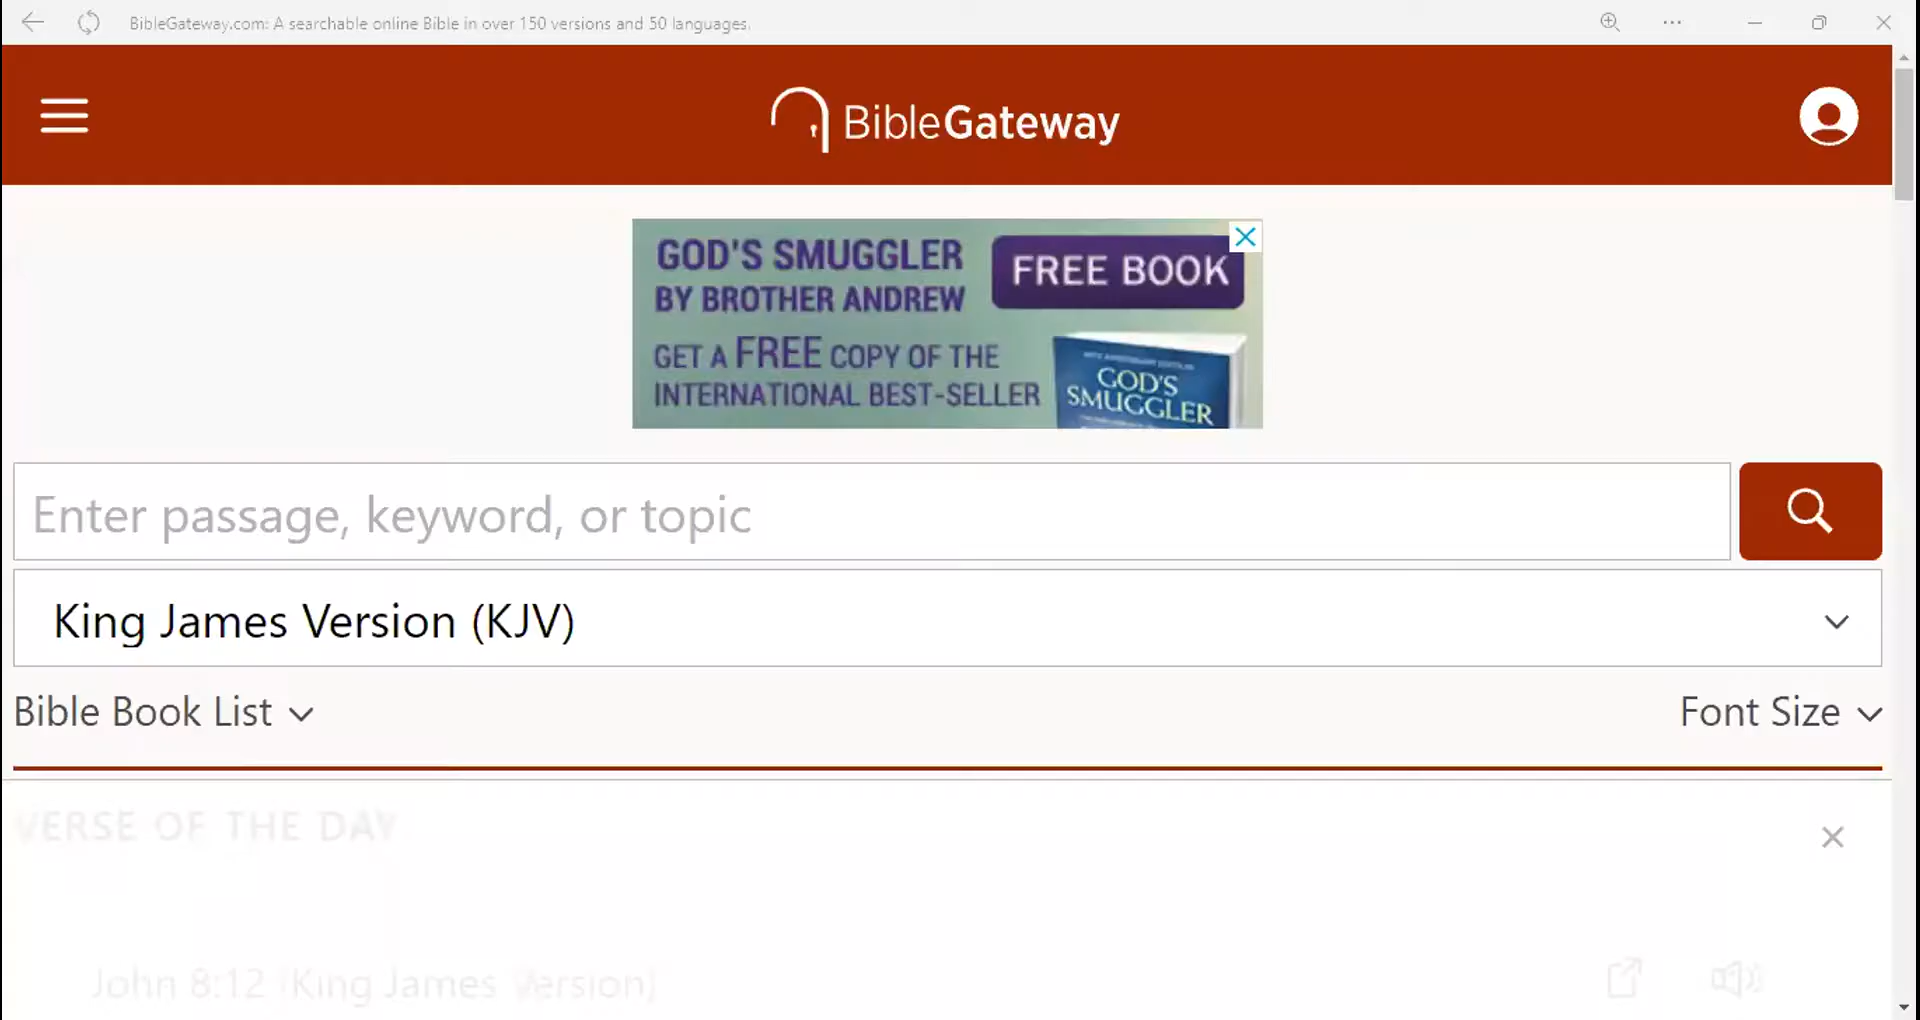 BibleGateway.com: A searchable online Bible in over 150 versions and 50 languages.
BibleGateway
GOD'S SMUGGLER
BY BROTHER ANDREW
FREE BOOK
GET A FREE COPY OF THE
INTERNATIONAL BEST-SELLER
GOD'S
SMUGGLER
Enter passage, keyword, or topic
King James Version (KJV)
Bible Book List
Font Size
VERSE OF THE DAY
John 8:12 (King James Version)